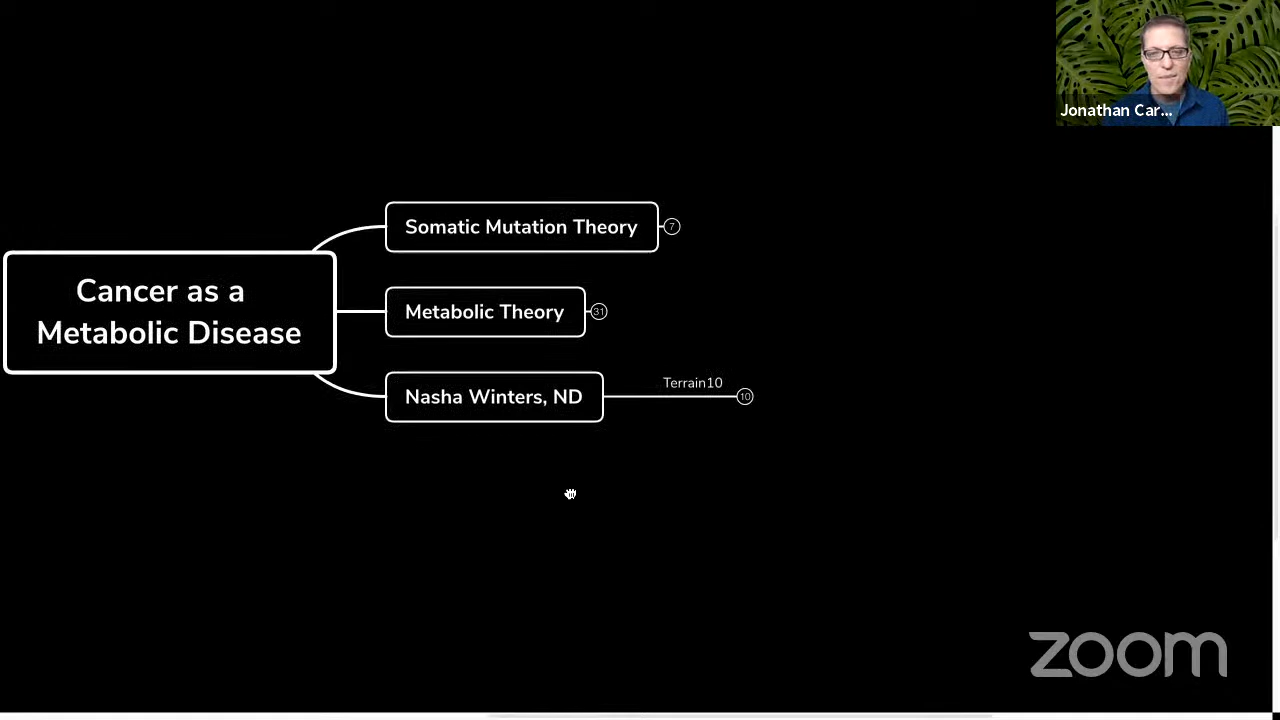 Jonathan Car...
Somatic Mutation Theory
7
Cancer as a
Metabolic Disease
Metabolic Theory
31
Nasha Winters, ND
Terrain10
10
zoom